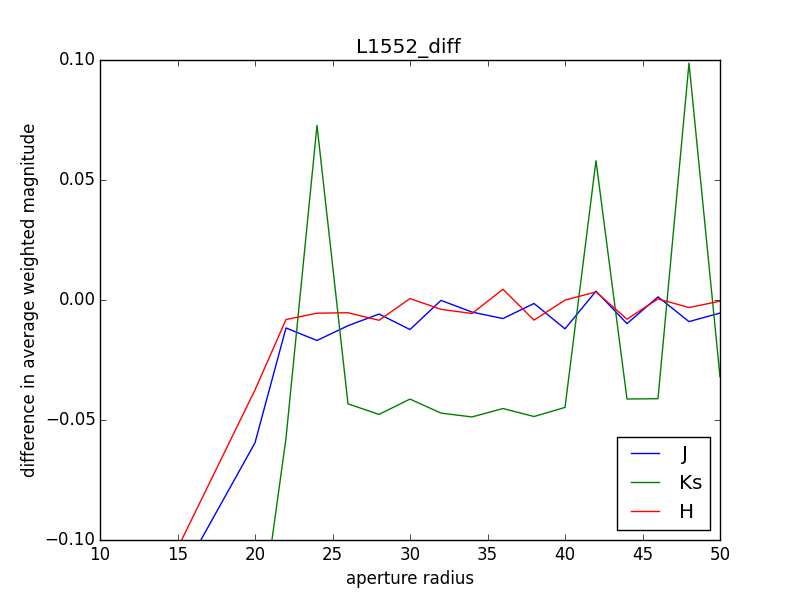 L1552_diff
difference in average weighted magnitude
0.10
0.05
0.00
−0.05
−0.10
10 15 20 25 30 35 40 45 50
aperture radius
J
Ks
H